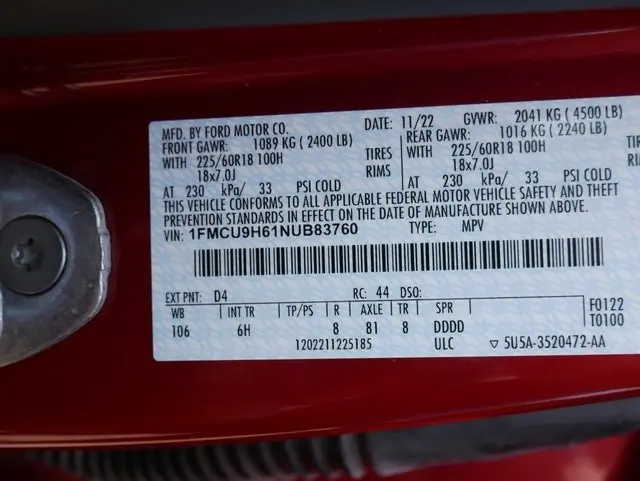 MFD. BY FORD MOTOR CO. DATE: 11/22 GVWR: 2041 KG ( 4500 LB)
FRONT GAWR: 1089 KG ( 2400 LB) REAR GAWR: 1016 KG ( 2240 LB)
WITH 225/60R18 100H TIRES WITH 225/60R18 100H TIRES
18x7.0J RIMS 18x7.0J RIMS
AT 230 kPa/ 33 PSI COLD AT 230 kPa/ 33 PSI COLD
THIS VEHICLE CONFORMS TO ALL APPLICABLE FEDERAL MOTOR VEHICLE SAFETY AND THEFT
PREVENTION STANDARDS IN EFFECT ON THE DATE OF MANUFACTURE SHOWN ABOVE.
VIN: 1FMCU9H61NUB83760 TYPE: MPV
EXT PNT: D4 RC: 44 DSO:
WB INT TR TP/PS R AXLE TR SPR F0122
106 6H 8 81 8 DDDD T0100
1202211225185 ULC ▽ 5U5A-3520472-AA